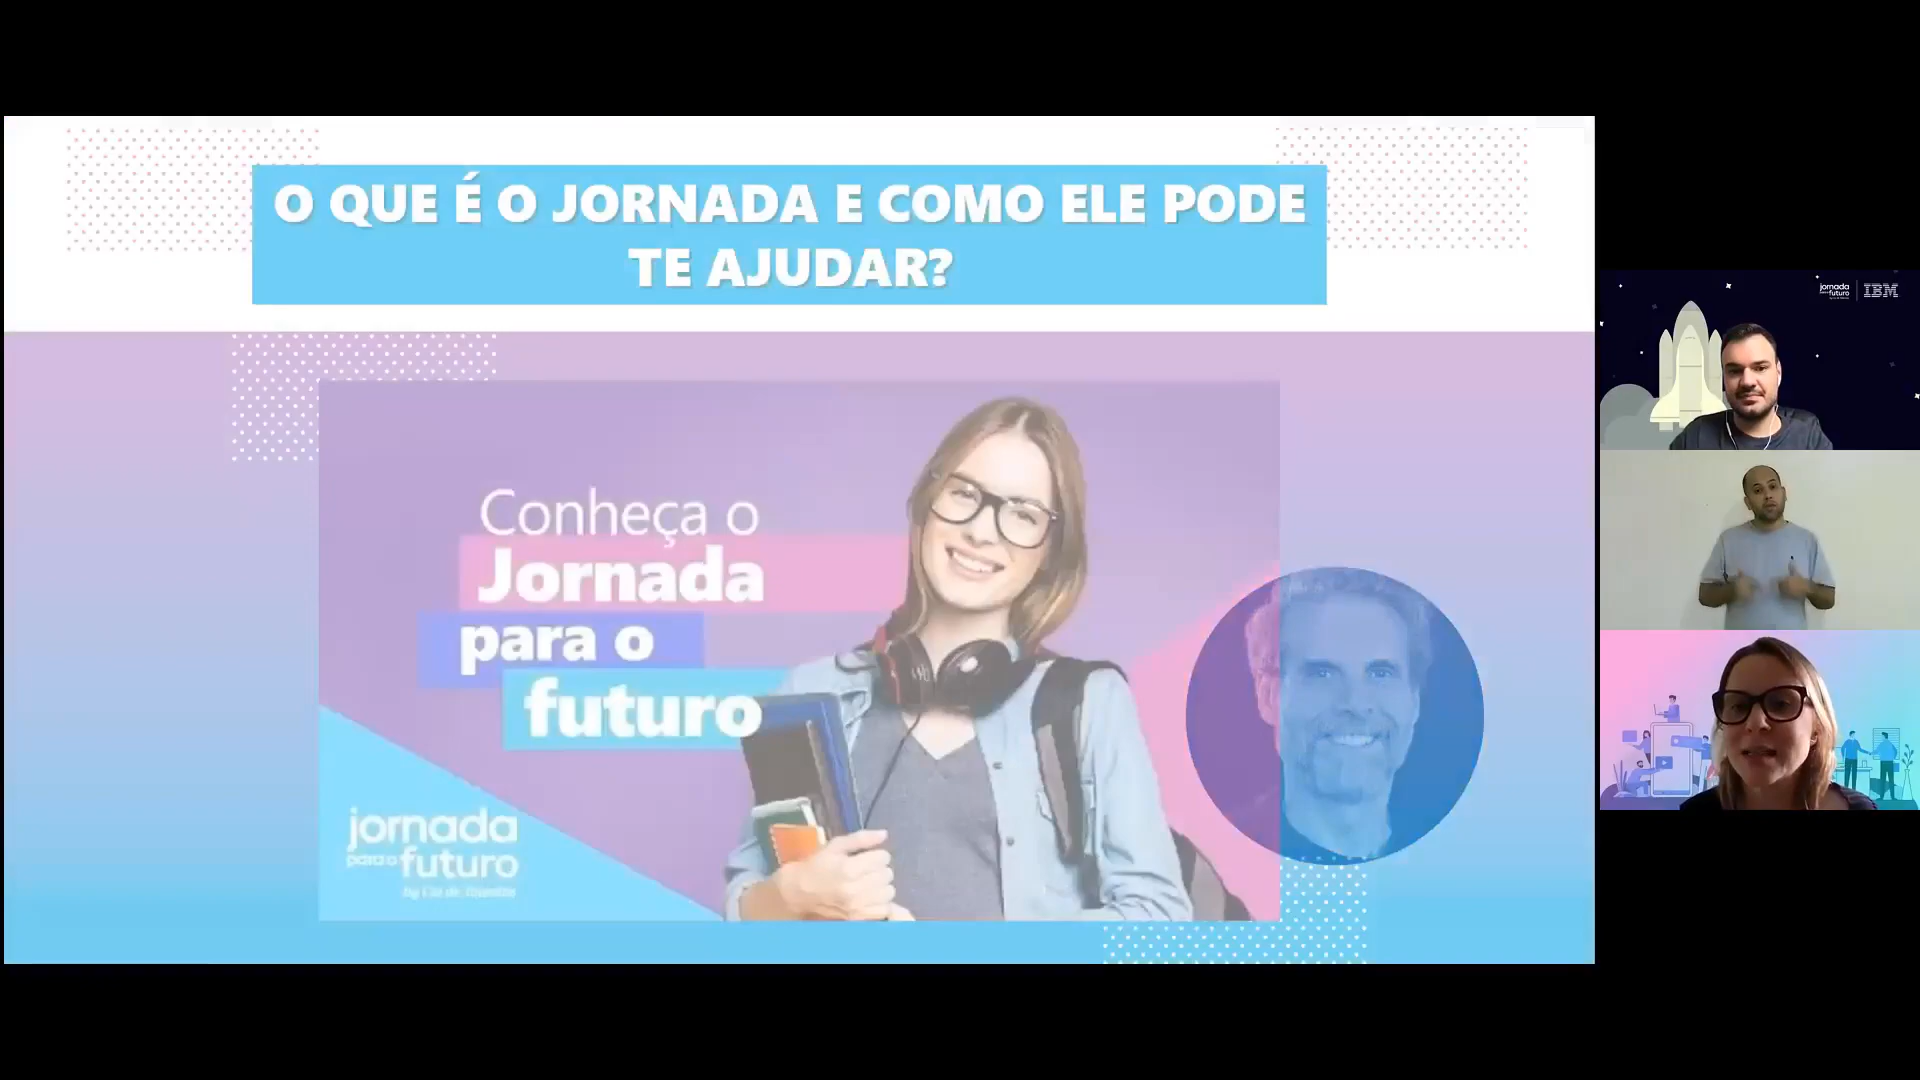 O QUE É O JORNADA E COMO ELE PODE
TE AJUDAR?
Conheça o
Jornada
para o
futuro
jornada
para o futuro
jornada
futuro
IBM